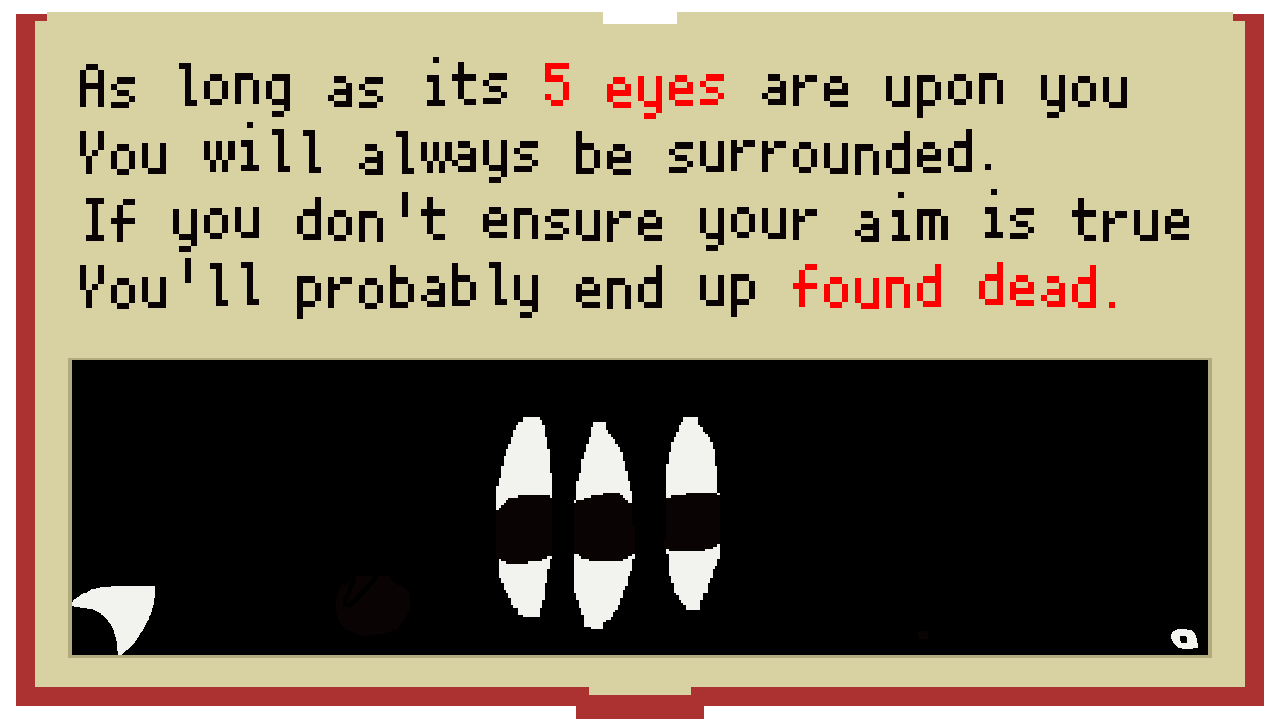 As long as its 5 eyes are upon you
You will always be surrounded.
If you don't ensure your aim is true
You'll probably end up found dead.